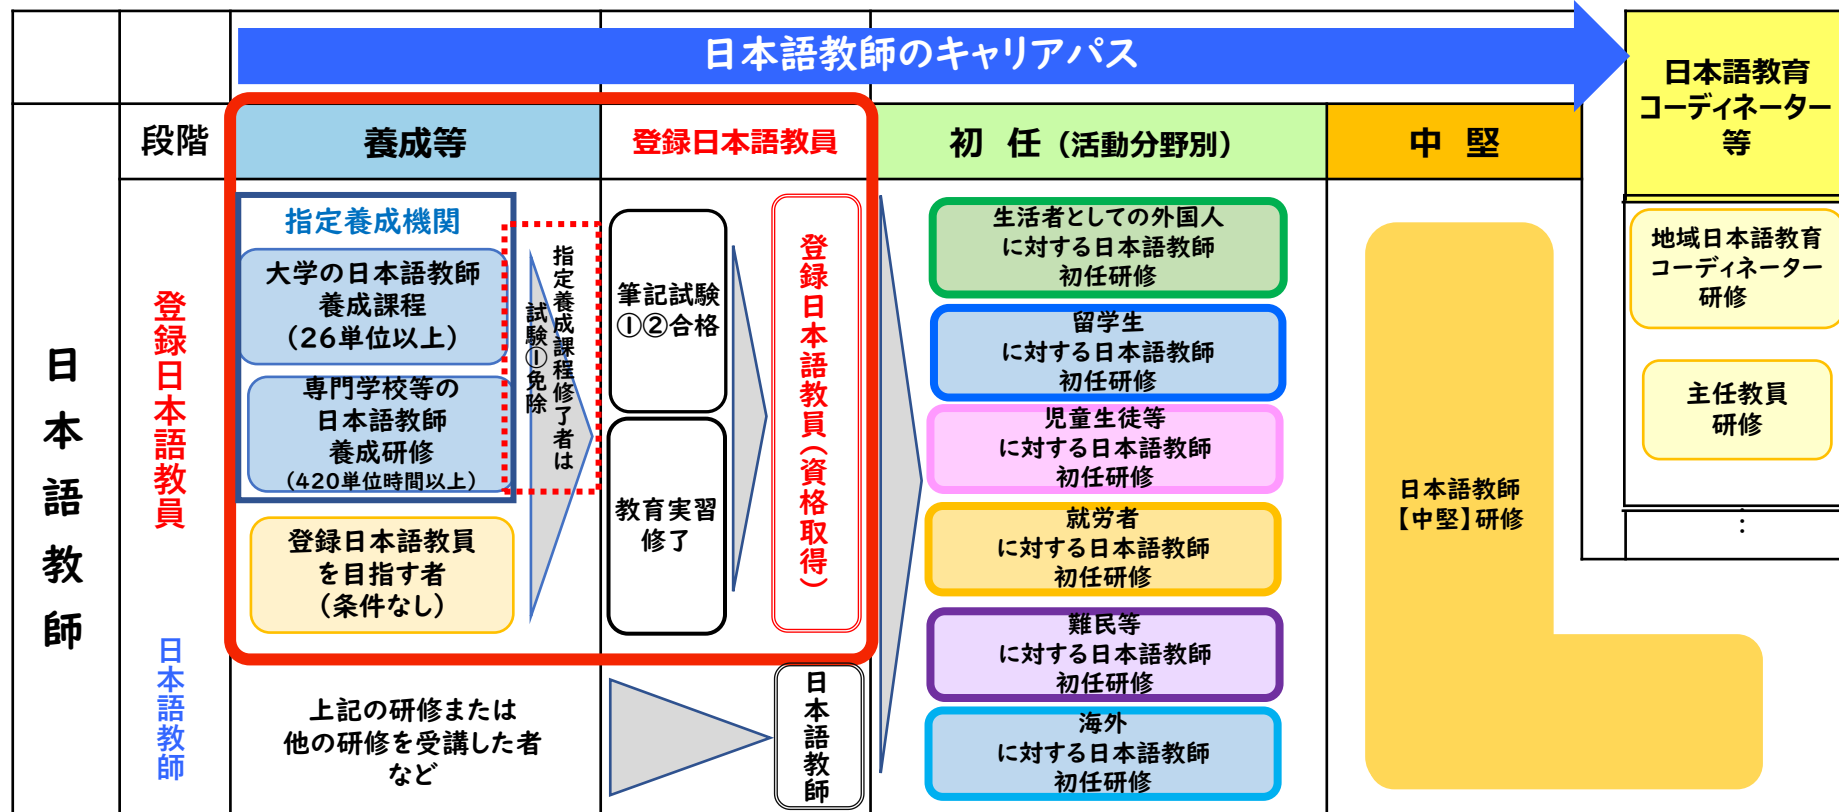 日本語教師のキャリアパス
日本語教育
コーディネーター
等
段階
養成等
登録日本語教員
初 任（活動分野別）
中 堅
日本語教師
登録日本語教員
日本語教師
指定養成機関
大学の日本語教師
養成課程
（26単位以上）
専門学校等の
日本語教師
養成研修
（420単位時間以上）
登録日本語教員
を目指す者
（条件なし）
指定養成課程修了者は
試験①免除
筆記試験
①②合格
教育実習
修了
登録日本語教員（資格取得）
上記の研修または
他の研修を受講した者
など
日本語教師
生活者としての外国人
に対する日本語教師
初任研修
留学生
に対する日本語教師
初任研修
児童生徒等
に対する日本語教師
初任研修
就労者
に対する日本語教師
初任研修
難民等
に対する日本語教師
初任研修
海外
に対する日本語教師
初任研修
日本語教師
【中堅】研修
地域日本語教育
コーディネーター
研修
主任教員
研修
：